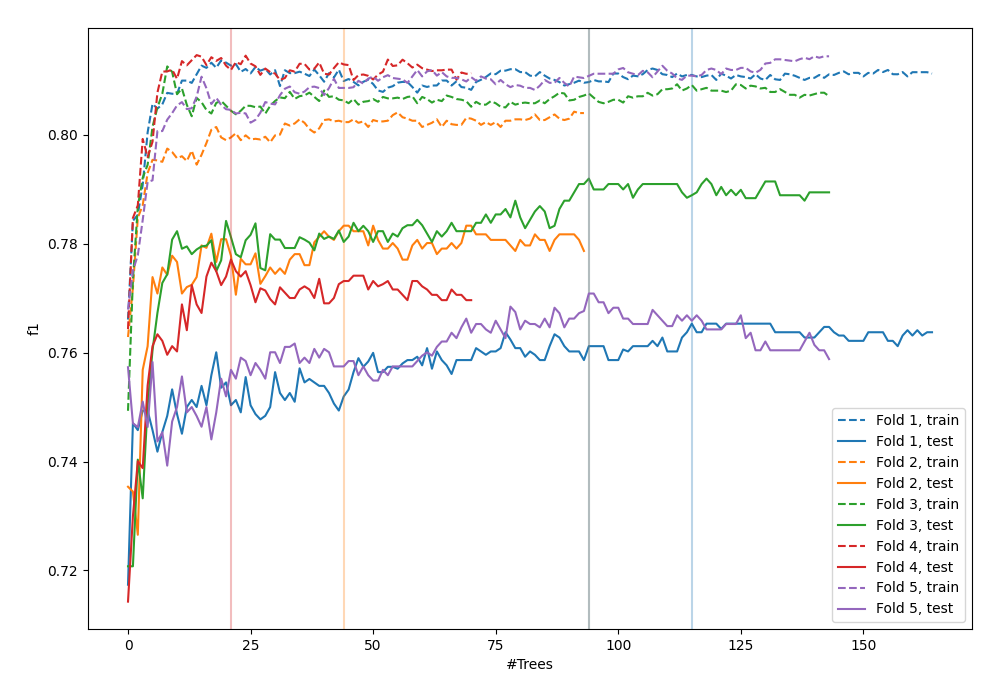 0.80
0.78
0.76
0.74
0.72
f1
0
25
50
75
100
125
150
#Trees
Fold 1, train
Fold 1, test
Fold 2, train
Fold 2, test
Fold 3, train
Fold 3, test
Fold 4, train
Fold 4, test
Fold 5, train
Fold 5, test